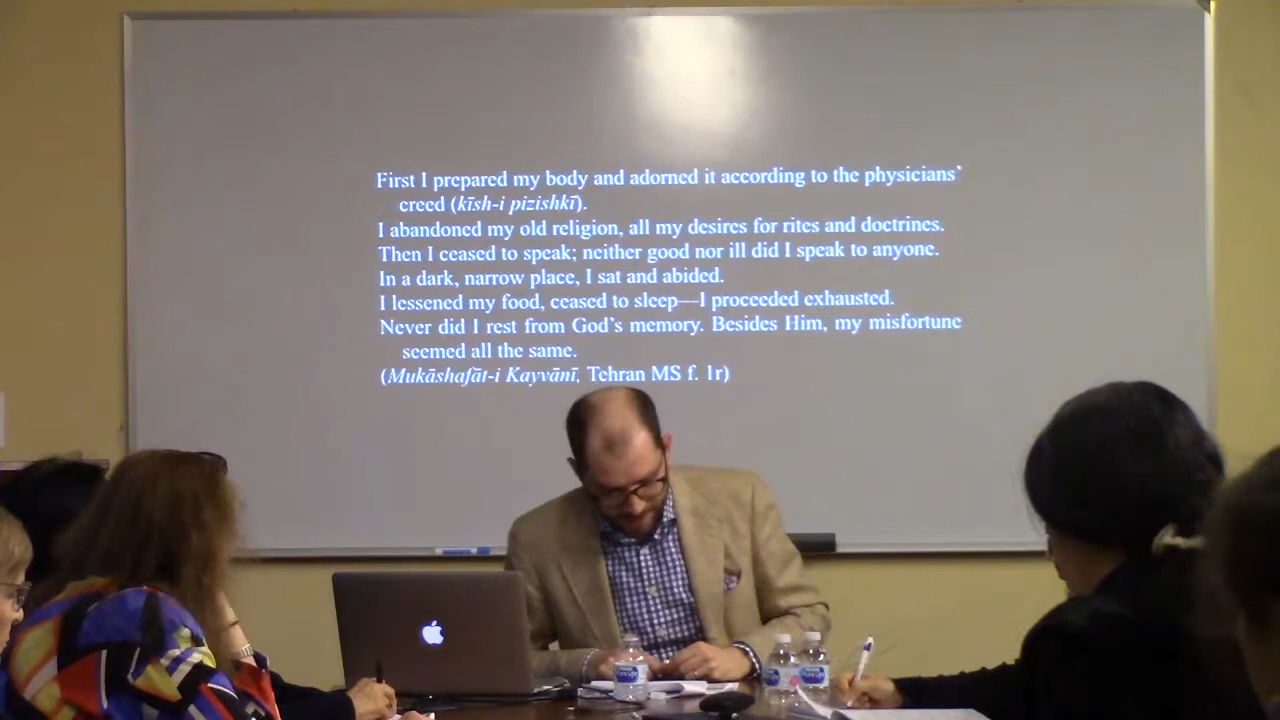 First I prepared my body and adorned it according to the physicians’
creed (kīsh-i pizishkī).
I abandoned my old religion, all my desires for rites and doctrines.
Then I ceased to speak; neither good nor ill did I speak to anyone.
In a dark, narrow place, I sat and abided.
I lessened my food, ceased to sleep—I proceeded exhausted.
Never did I rest from God’s memory. Besides Him, my misfortune
seemed all the same.
(Mukāshafāt-i Kayvānī, Tehran MS f. 1r)
Pure Life